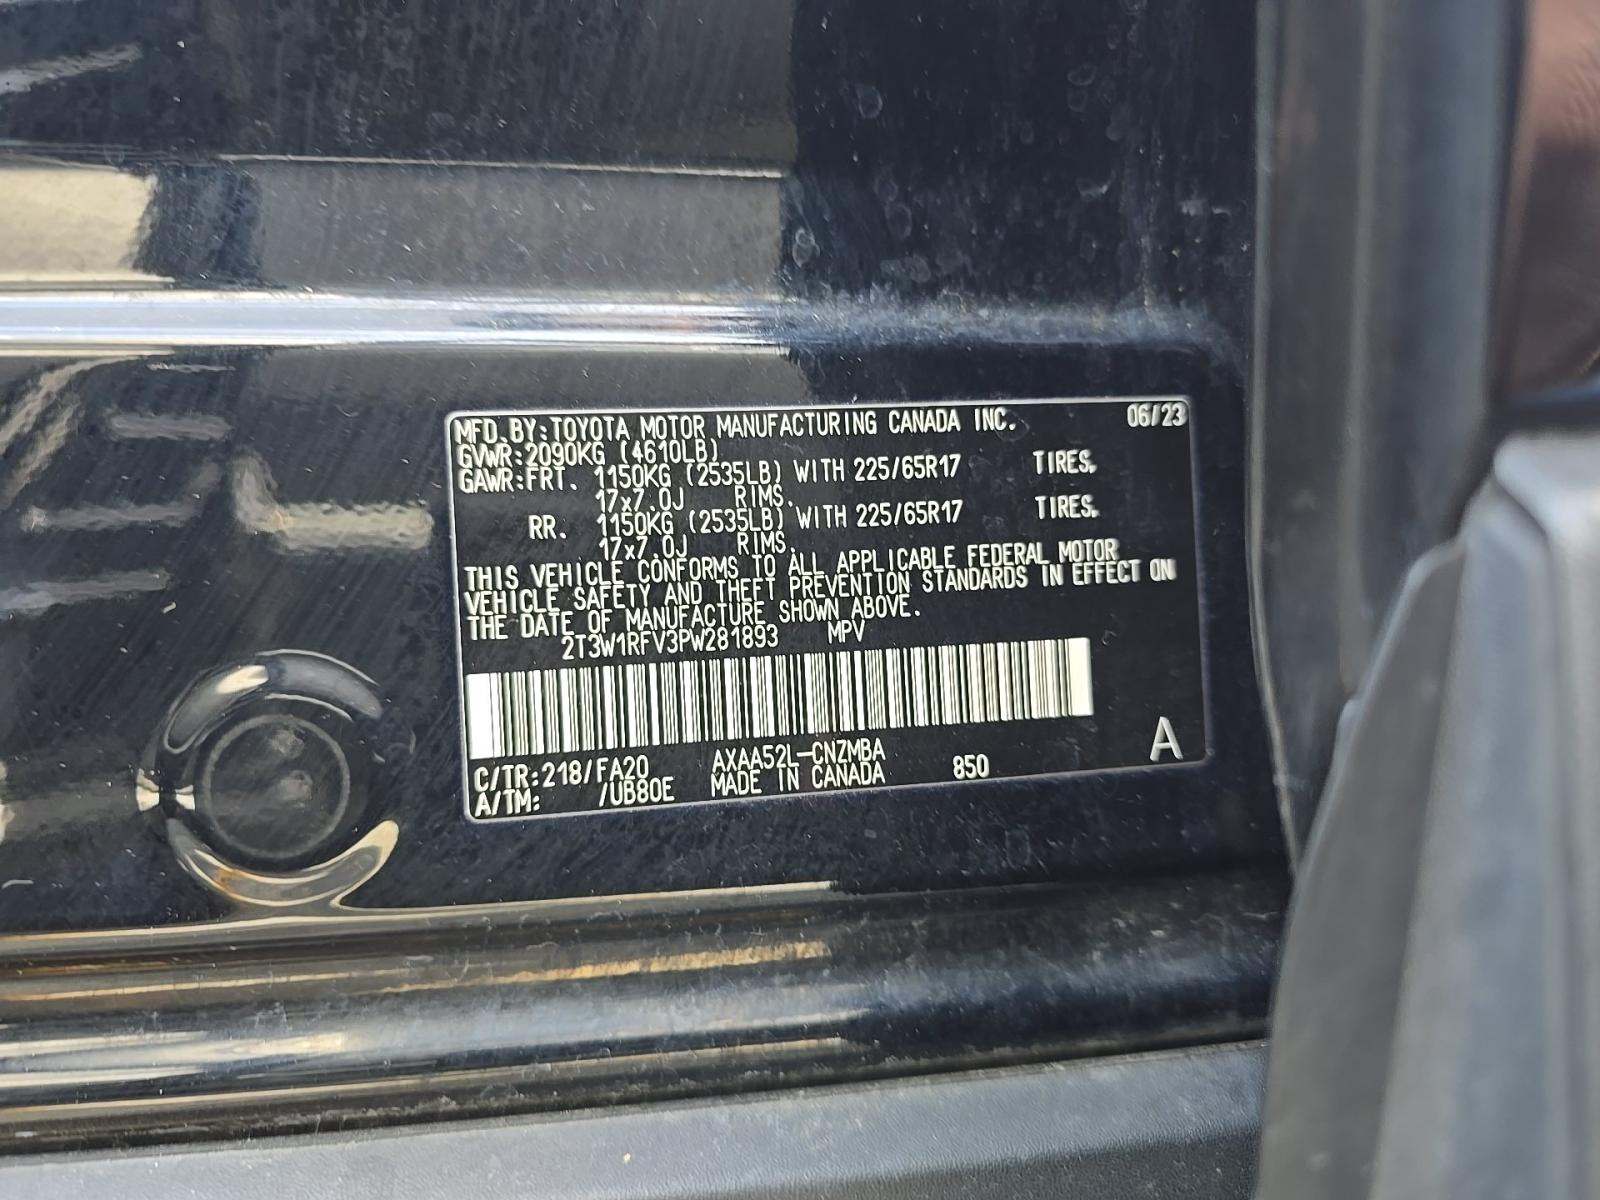 MFD.BY:TOYOTA MOTOR MANUFACTURING CANADA INC. 06/23
GVWR:2090KG (4610LB)
GAWR:FRT. 1150KG (2535LB) WITH 225/65R17 TIRES,
17x7.0J RIMS.
RR. 1150KG (2535LB) WITH 225/65R17 TIRES,
17x7.0J RIMS.
THIS VEHICLE CONFORMS TO ALL APPLICABLE FEDERAL MOTOR
VEHICLE SAFETY AND THEFT PREVENTION STANDARDS IN EFFECT ON
THE DATE OF MANUFACTURE SHOWN ABOVE.
2T3W1RFV3PW281893 MPV
C/TR:218/FA20 AXAA52L-CNZMBA 850 A
A/TM: /UB80E MADE IN CANADA